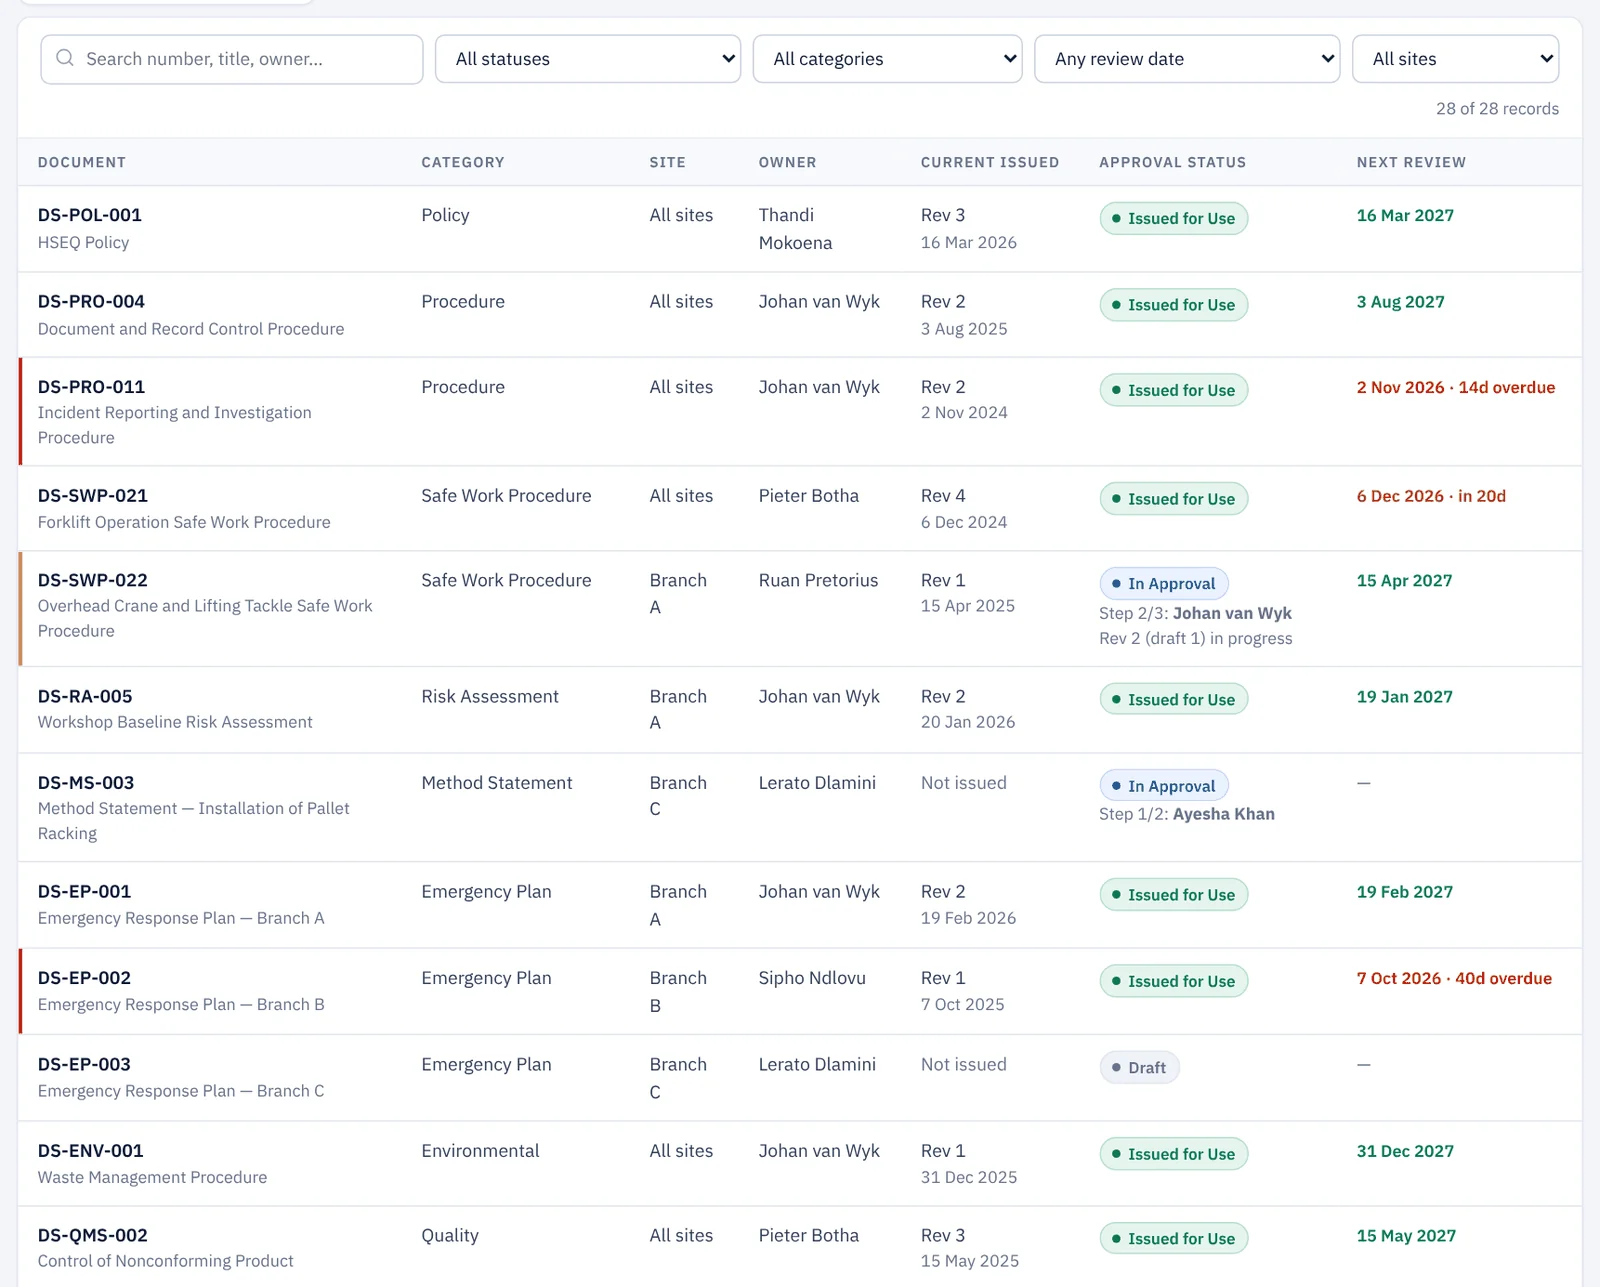 Search number, title, owner...
All statuses
All categories
Any review date
All sites
28 of 28 records
DOCUMENT CATEGORY SITE OWNER CURRENT ISSUED APPROVAL STATUS NEXT REVIEW
DS-POL-001 Policy All sites Thandi Rev 3 Issued for Use 16 Mar 2027
HSEQ Policy Mokoena 16 Mar 2026
DS-PRO-004 Procedure All sites Johan van Wyk Rev 2 Issued for Use 3 Aug 2027
Document and Record Control Procedure 3 Aug 2025
DS-PRO-011 Procedure All sites Johan van Wyk Rev 2 Issued for Use 2 Nov 2026 · 14d overdue
Incident Reporting and Investigation 2 Nov 2024
Procedure
DS-SWP-021 Safe Work Procedure All sites Pieter Botha Rev 4 Issued for Use 6 Dec 2026 · in 20d
Forklift Operation Safe Work Procedure 6 Dec 2024
DS-SWP-022 Safe Work Procedure Branch Ruan Pretorius Rev 1 In Approval 15 Apr 2027
Overhead Crane and Lifting Tackle Safe Work A 15 Apr 2025 Step 2/3: Johan van Wyk
Procedure Rev 2 (draft 1) in progress
DS-RA-005 Risk Assessment Branch Johan van Wyk Rev 2 Issued for Use 19 Jan 2027
Workshop Baseline Risk Assessment A 20 Jan 2026
DS-MS-003 Method Statement Branch Lerato Dlamini Not issued In Approval —
Method Statement — Installation of Pallet C Step 1/2: Ayesha Khan
Racking
DS-EP-001 Emergency Plan Branch Johan van Wyk Rev 2 Issued for Use 19 Feb 2027
Emergency Response Plan — Branch A A 19 Feb 2026
DS-EP-002 Emergency Plan Branch Sipho Ndlovu Rev 1 Issued for Use 7 Oct 2026 · 40d overdue
Emergency Response Plan — Branch B B 7 Oct 2025
DS-EP-003 Emergency Plan Branch Lerato Dlamini Not issued Draft —
Emergency Response Plan — Branch C C
DS-ENV-001 Environmental All sites Johan van Wyk Rev 1 Issued for Use 31 Dec 2027
Waste Management Procedure 31 Dec 2025
DS-QMS-002 Quality All sites Pieter Botha Rev 3 Issued for Use 15 May 2027
Control of Nonconforming Product 15 May 2025